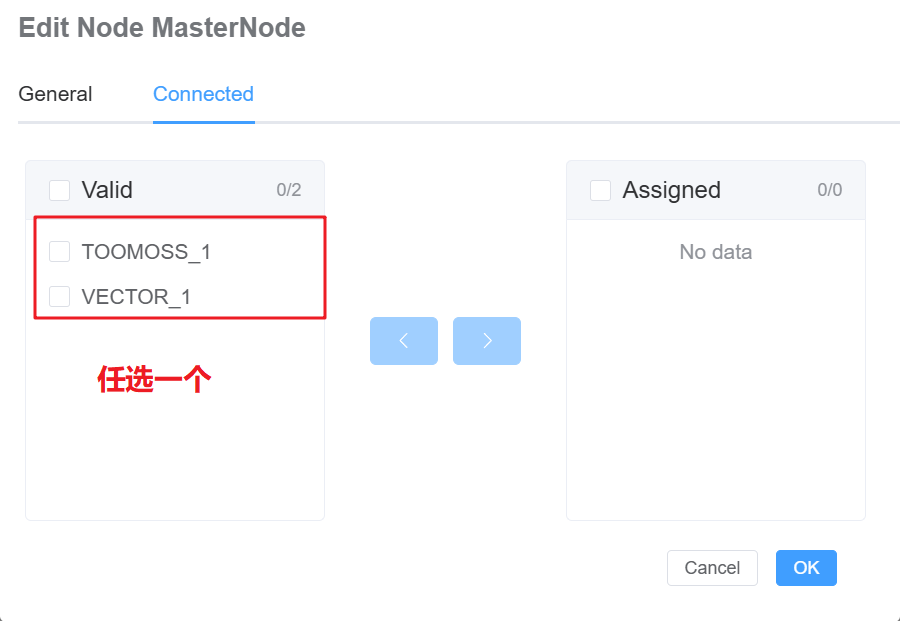 Edit Node MasterNode
General Connected
Valid 0/2
TOOMOSS_1
VECTOR_1
任选一个
Assigned 0/0
No data
Cancel OK